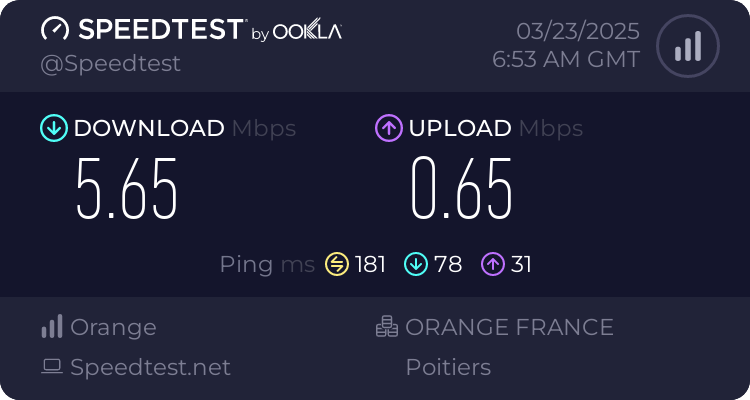 SPEEDTEST by OOKLA
@Speedtest
03/23/2025
6:53 AM GMT
DOWNLOAD Mbps
5.65
UPLOAD Mbps
0.65
Ping ms 181 78 31
Orange
Speedtest.net
ORANGE FRANCE
Poitiers